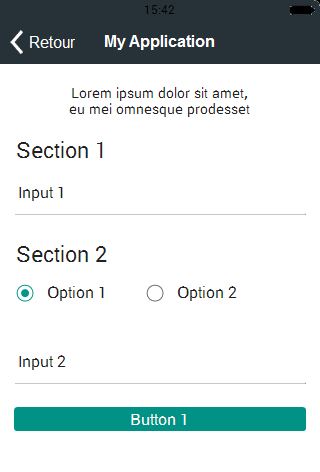 15:42
Retour
My Application
Lorem ipsum dolor sit amet,
eu mei omnesque prodesset
Section 1
Input 1
Section 2
Option 1
Option 2
Input 2
Button 1